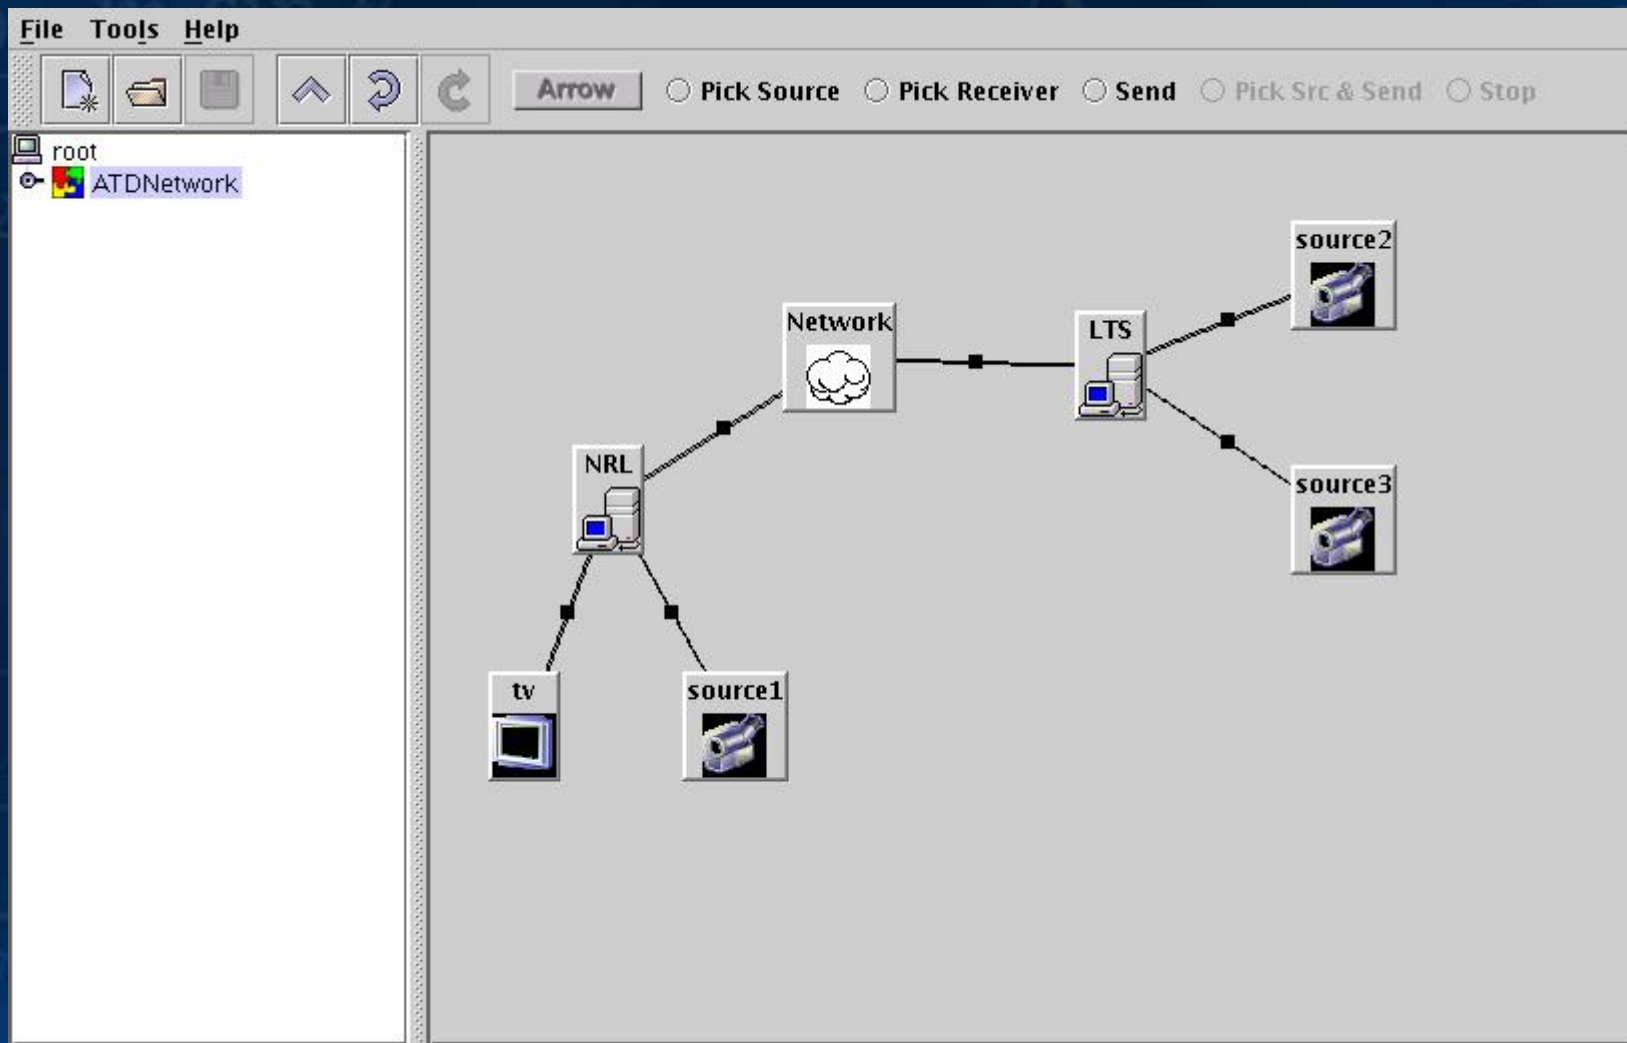 File Tools Help
Arrow Pick Source Pick Receiver Send Pick Src & Send Stop
root
ATDNetwork
source2
Network
LTS
NRL
source3
tv
source1